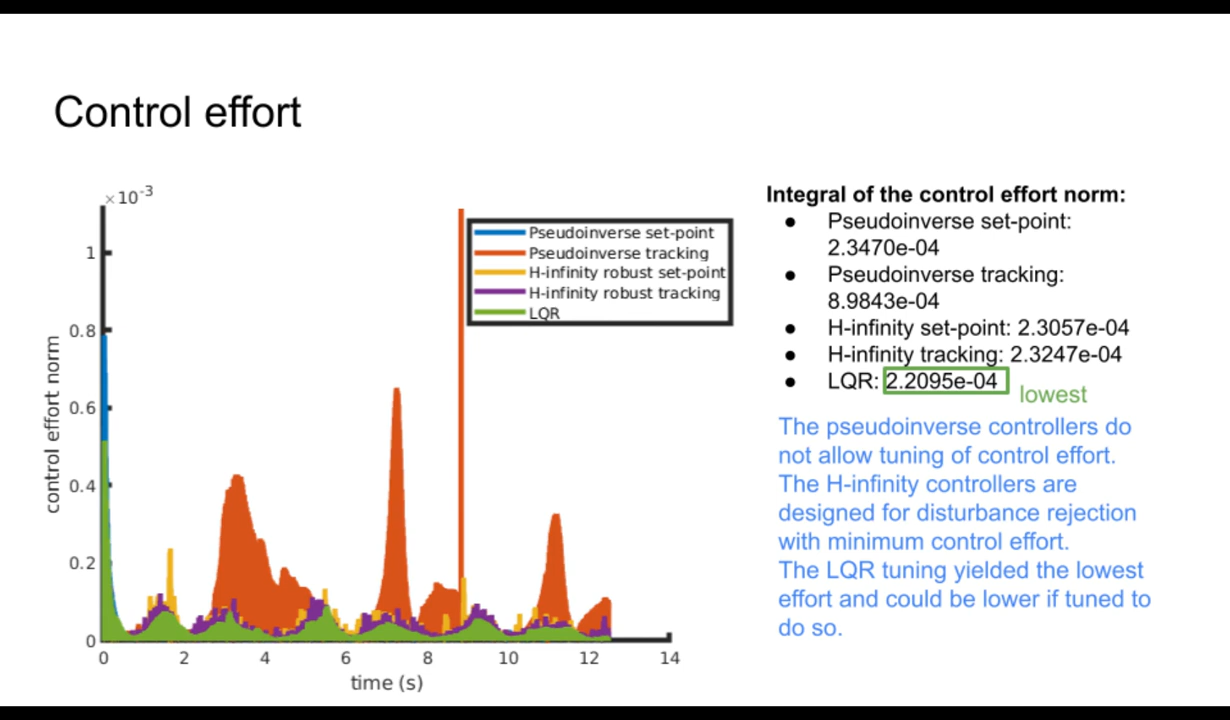 Control effort
×10-3
1
0.8
0.6
0.4
0.2
0
control effort norm
0 2 4 6 8 10 12 14
time (s)
Pseudoinverse set-point
Pseudoinverse tracking
H-infinity robust set-point
H-infinity robust tracking
LQR
Integral of the control effort norm:
● Pseudoinverse set-point:
2.3470e-04
● Pseudoinverse tracking:
8.9843e-04
● H-infinity set-point: 2.3057e-04
● H-infinity tracking: 2.3247e-04
● LQR: 2.2095e-04
lowest
The pseudoinverse controllers do
not allow tuning of control effort.
The H-infinity controllers are
designed for disturbance rejection
with minimum control effort.
The LQR tuning yielded the lowest
effort and could be lower if tuned to
do so.